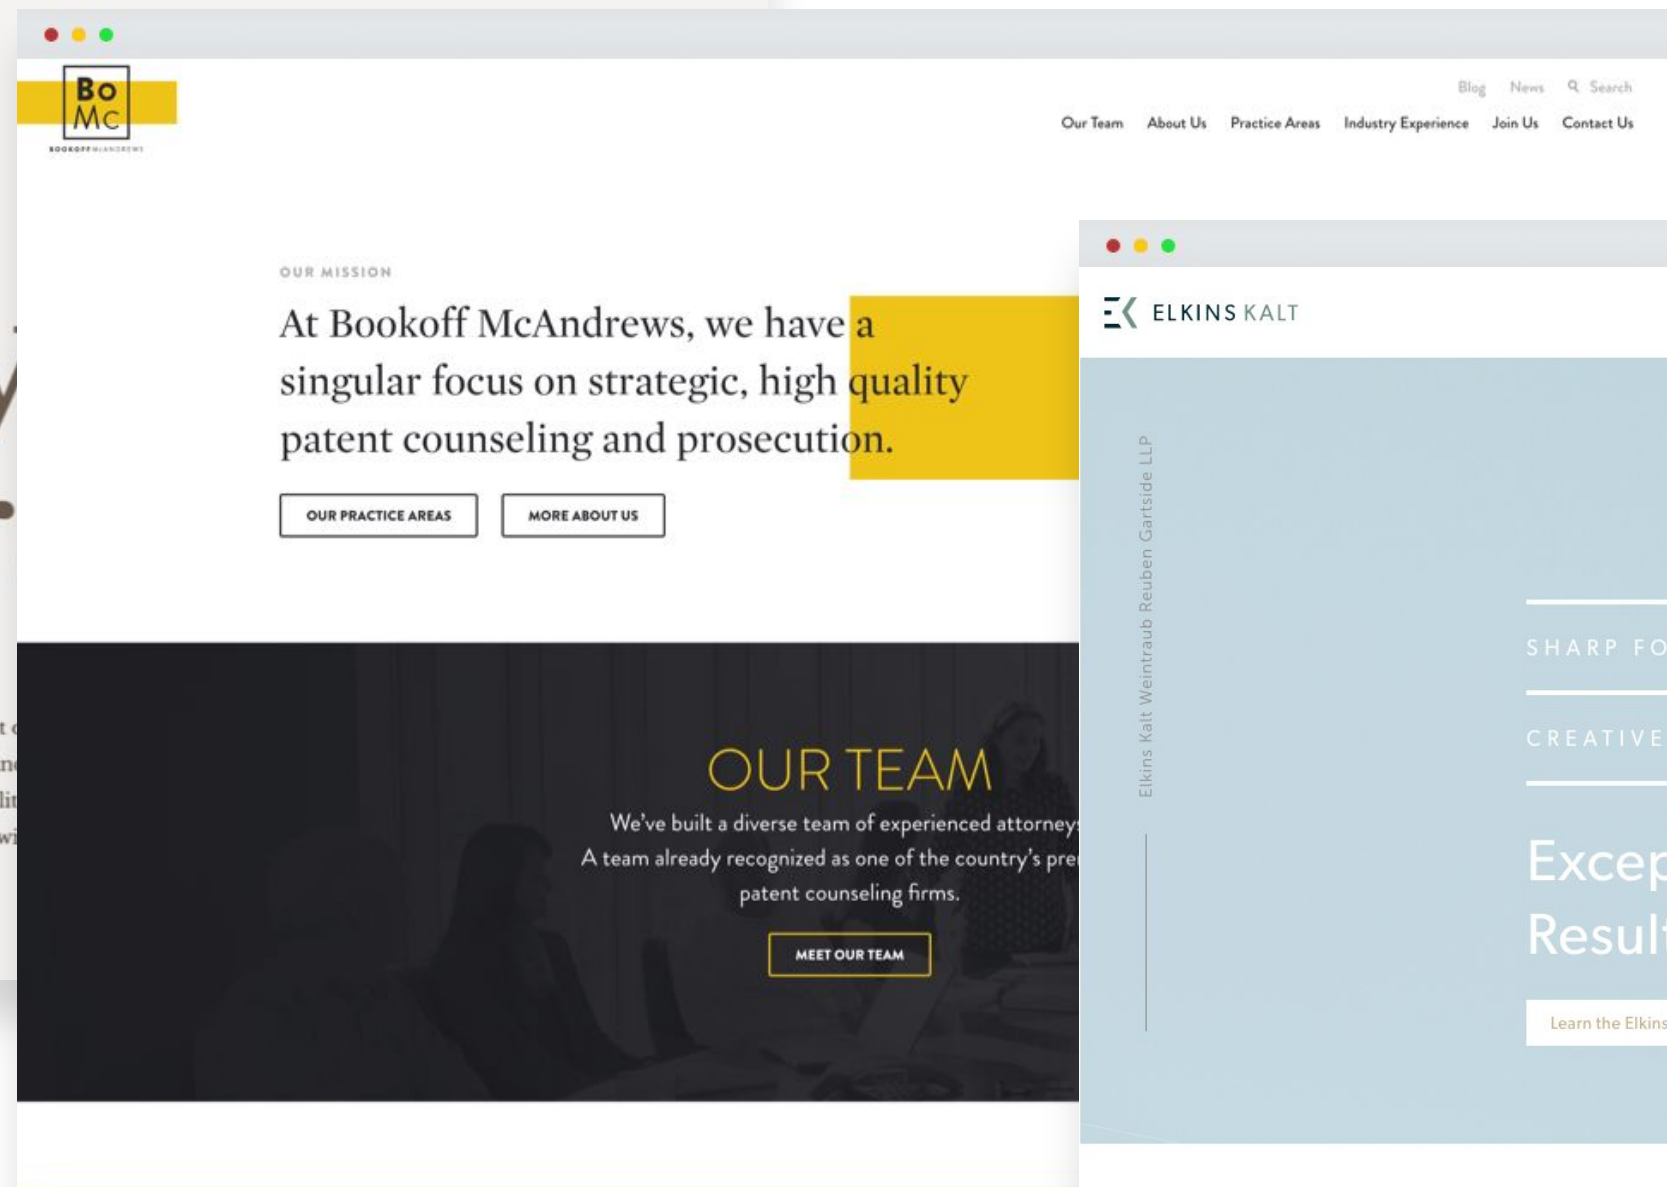 Bo
Mc
BOOKOFF MCANDREWS
Blog News Search
Our Team About Us Practice Areas Industry Experience Join Us Contact Us
OUR MISSION
At Bookoff McAndrews, we have a
singular focus on strategic, high quality
patent counseling and prosecution.
OUR PRACTICE AREAS MORE ABOUT US
OUR TEAM
We've built a diverse team of experienced attorneys
A team already recognized as one of the country's
patent counseling firms.
MEET OUR TEAM
EK ELKINS KALT
Elkins Kalt Weintraub Reuben Gartside LLP
SHARP
CREATIVE
Learn the Elkins